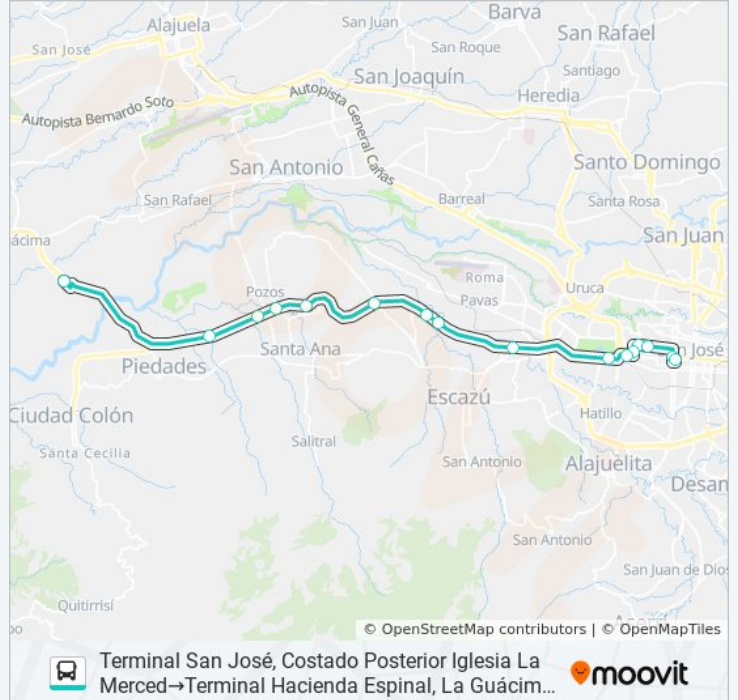 Barva
Alajuela
San Juan
San Rafael
San José
San Roque
Santiago
San Joaquín
Heredia
Autopista Bernardo Soto
Autopista General Cañas
San Antonio
Santo Domingo
San Rafael
Barreal
Santa Rosa
San Juan
ácima
Roma
Uruca
Pozos
Pavas
Santa Ana
n José
Piedades
Escazú
Hatillo
Ciudad Colón
Salitral
Santa Cecilia
San Antonio
Alajuelita
Desam
San Antonio
San Juan de Dios
Quitirrisí
© OpenStreetMap contributors | © OpenMapTiles
Terminal San José, Costado Posterior Iglesia La
Merced→Terminal Hacienda Espinal, La Guácim...
moovit